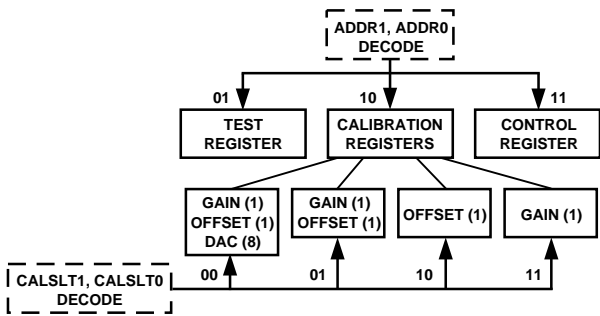 ADDR1, ADDR0
DECODE
01
10
11
TEST
REGISTER
CALIBRATION
REGISTERS
CONTROL
REGISTER
GAIN (1)
OFFSET (1)
DAC (8)
GAIN (1)
OFFSET (1)
OFFSET (1)
GAIN (1)
CALSLT1, CALSLT0
DECODE
00
01
10
11